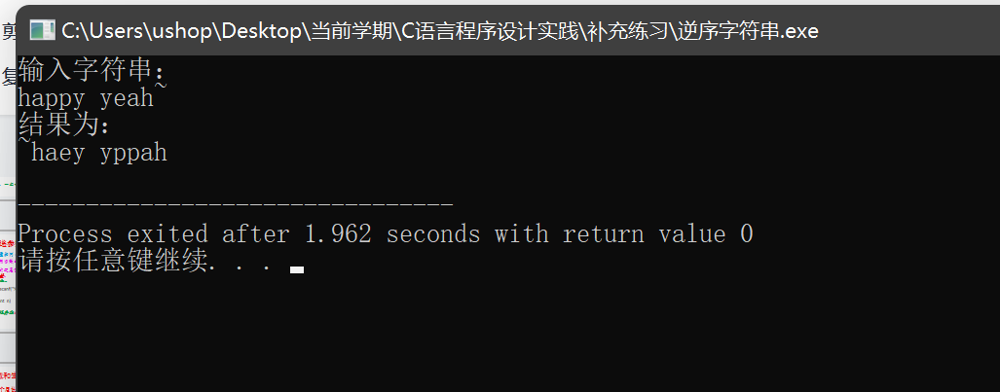 剪
C:\Users\ushop\Desktop\当前学期\C语言程序设计实践\补充练习\逆序字符串.exe
复
输入字符串：
happy yeah~
结果为：
~haey yppah
--------------------------------
Process exited after 1.962 seconds with return value 0
请按任意键继续. . .